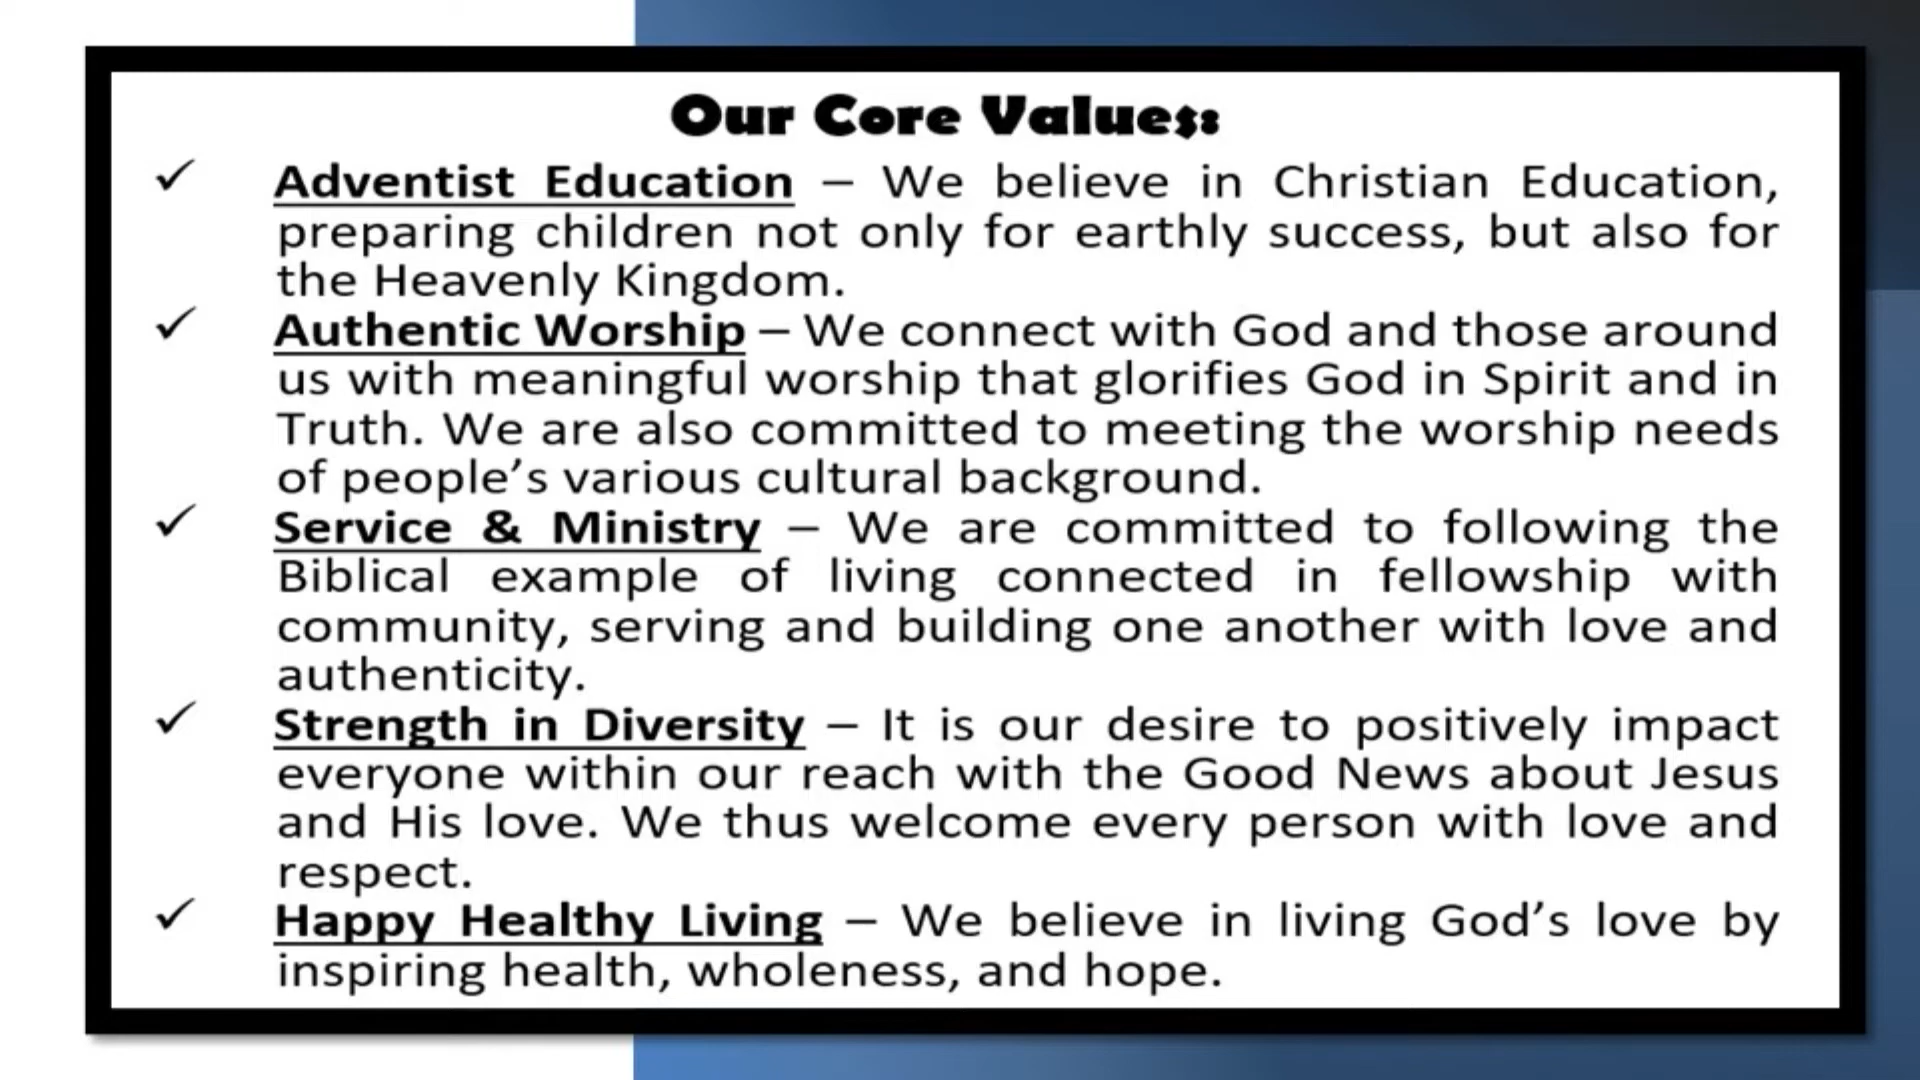 Our Core Values:
✓ Adventist Education – We believe in Christian Education,
preparing children not only for earthly success, but also for
the Heavenly Kingdom.
✓ Authentic Worship – We connect with God and those around
us with meaningful worship that glorifies God in Spirit and in
Truth. We are also committed to meeting the worship needs
of people’s various cultural background.
✓ Service & Ministry – We are committed to following the
Biblical example of living connected in fellowship with
community, serving and building one another with love and
authenticity.
✓ Strength in Diversity – It is our desire to positively impact
everyone within our reach with the Good News about Jesus
and His love. We thus welcome every person with love and
respect.
✓ Happy Healthy Living – We believe in living God’s love by
inspiring health, wholeness, and hope.